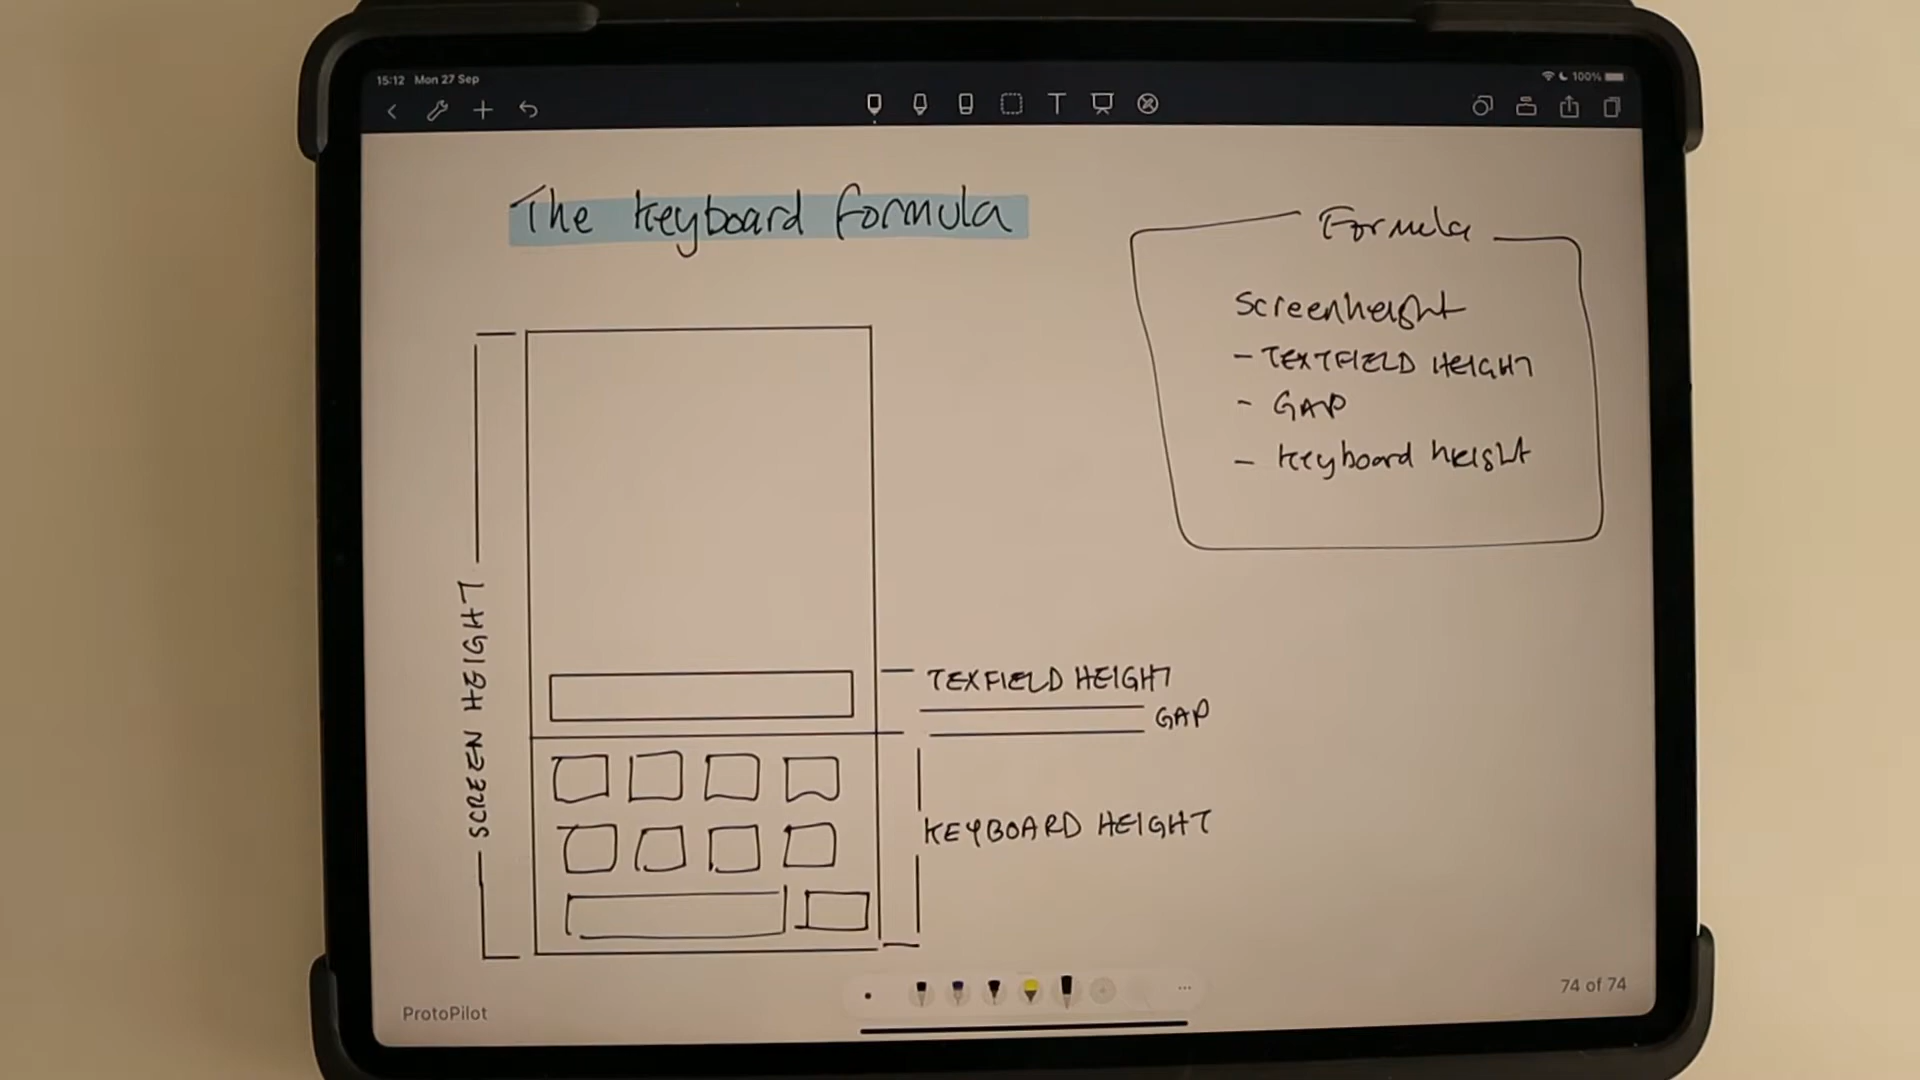 15:12 Mon 27 Sep
100%
T
The keyboard formula
Formula
Screenheight
- TEXTFIELD HEIGHT
- GAP
- keyboard height
SCREEN HEIGHT
TEXFIELD HEIGHT
GAP
KEYBOARD HEIGHT
74 of 74
ProtoPilot